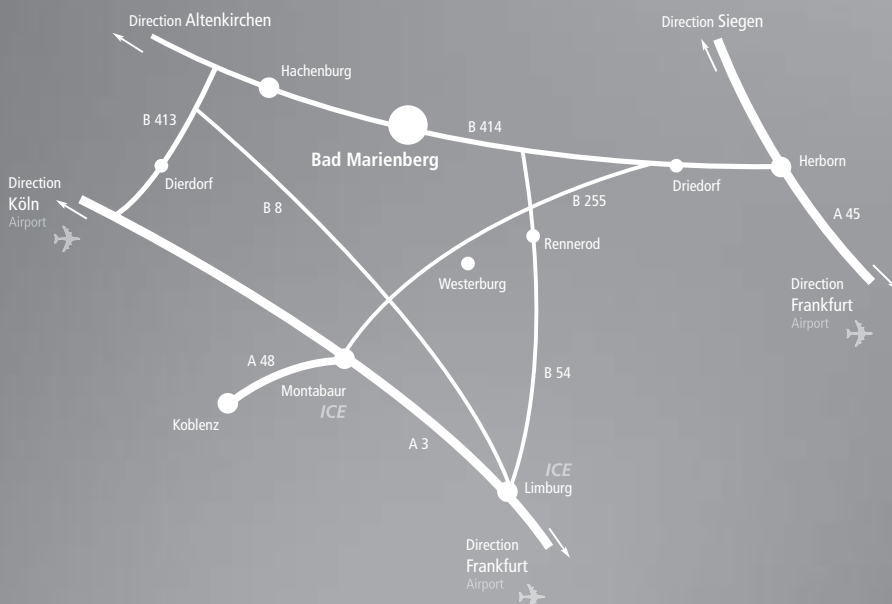 Direction Altenkirchen
Direction Siegen
Hachenburg
B 413
B 414
Bad Marienberg
Herborn
Dierdorf
Driedorf
Direction
Köln
Airport
B 8
B 255
A 45
Rennerod
Westerburg
Direction
Frankfurt
Airport
A 48
Montabaur
ICE
B 54
Koblenz
A 3
ICE
Limburg
Direction
Frankfurt
Airport